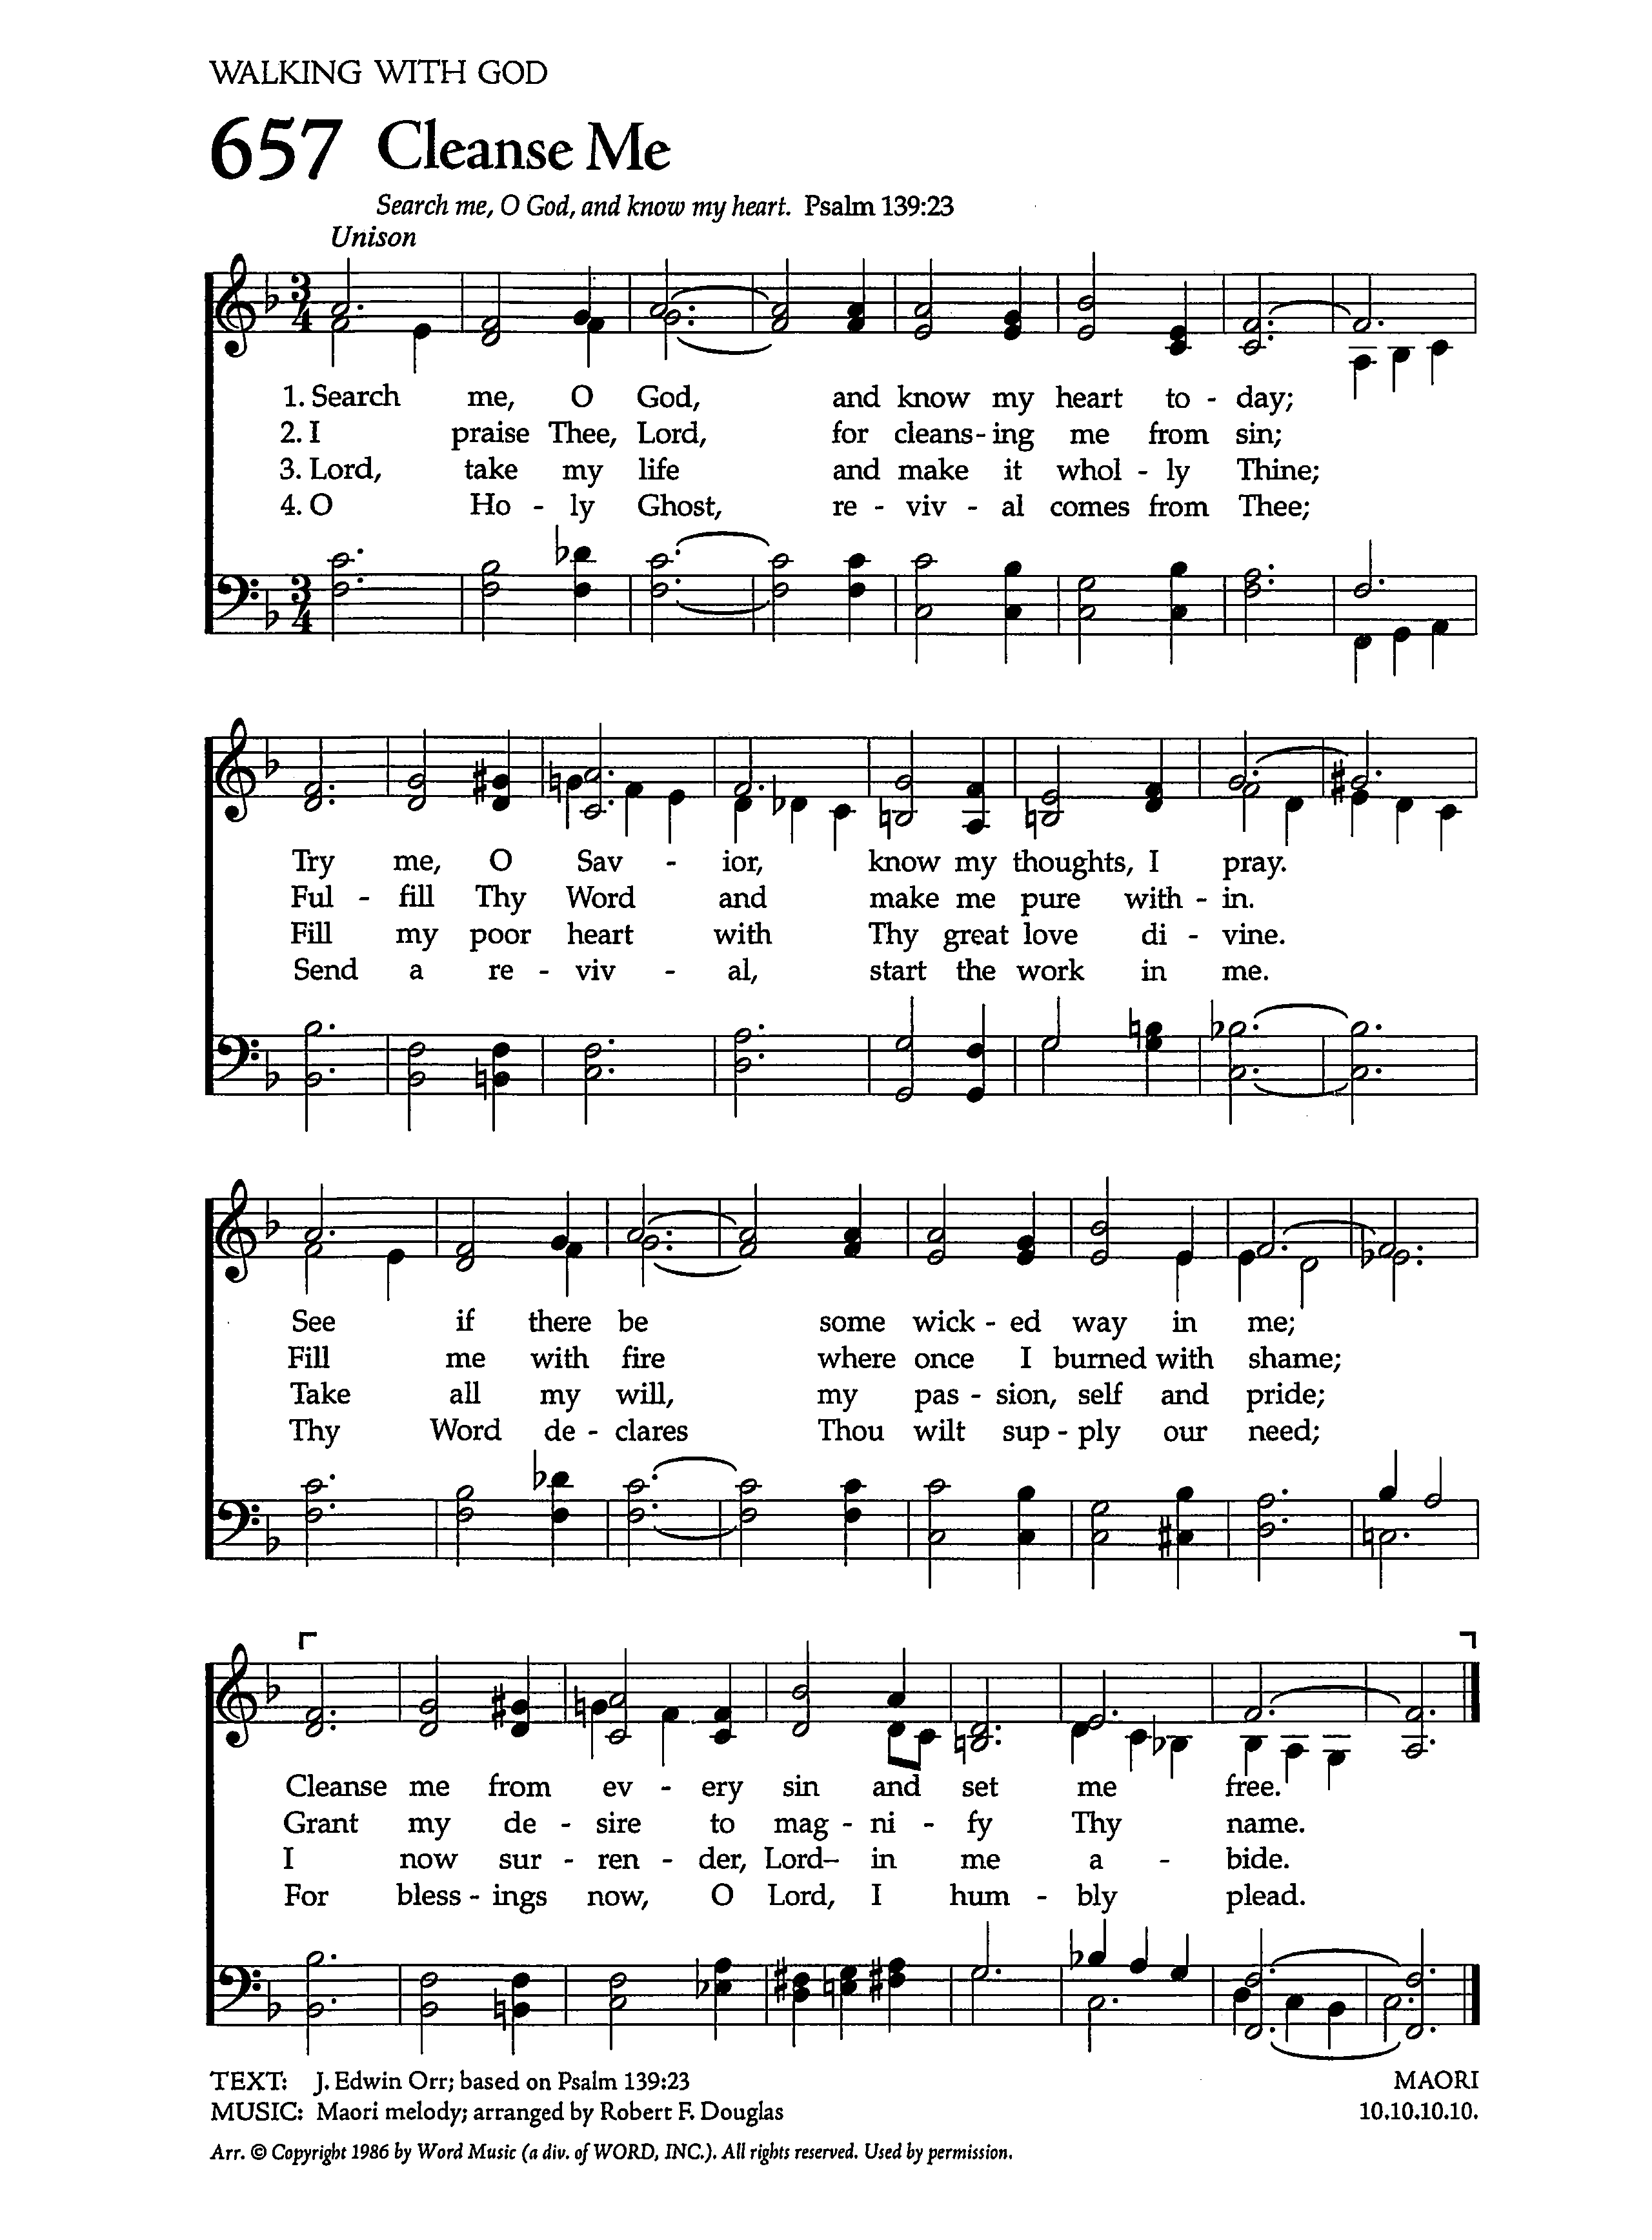 WALKING WITH GOD
657 Cleanse Me
Search me, O God, and know my heart. Psalm 139:23
Unison
1. Search me, O God, and know my heart to - day;
2. I praise Thee, Lord, for cleans - ing me from sin;
3. Lord, take my life and make it whol - ly Thine;
4. O Ho - ly Ghost, re - viv - al comes from Thee;
Try me, O Sav - ior, know my thoughts, I pray.
Ful - fill Thy Word and make me pure with - in.
Fill my poor heart with Thy great love di - vine.
Send a re - viv - al, start the work in me.
See if there be some wick - ed way in me;
Fill me with fire where once I burned with shame;
Take all my will, my pas - sion, self and pride;
Thy Word de - clares Thou wilt sup - ply our need;
Cleanse me from ev - ery sin and set me free.
Grant my de - sire to mag - ni - fy Thy name.
I now sur - ren - der, Lord– in me a - bide.
For bless - ings now, O Lord, I hum - bly plead.
TEXT: J. Edwin Orr; based on Psalm 139:23 MAORI
MUSIC: Maori melody; arranged by Robert F. Douglas 10.10.10.10.
Arr. © Copyright 1986 by Word Music (a div. of WORD, INC.). All rights reserved. Used by permission.